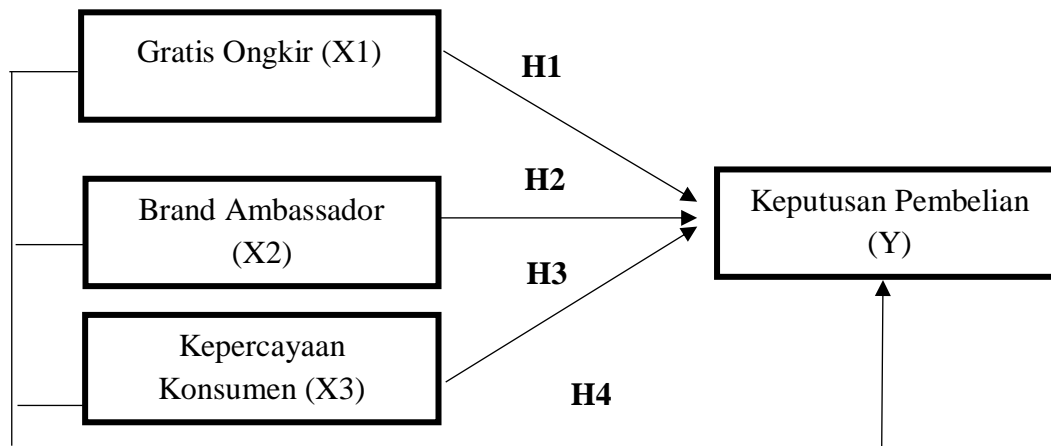 Gratis Ongkir (X1)
H1
Brand Ambassador
(X2)
H2
Keputusan Pembelian
(Y)
H3
Kepercayaan
Konsumen (X3)
H4